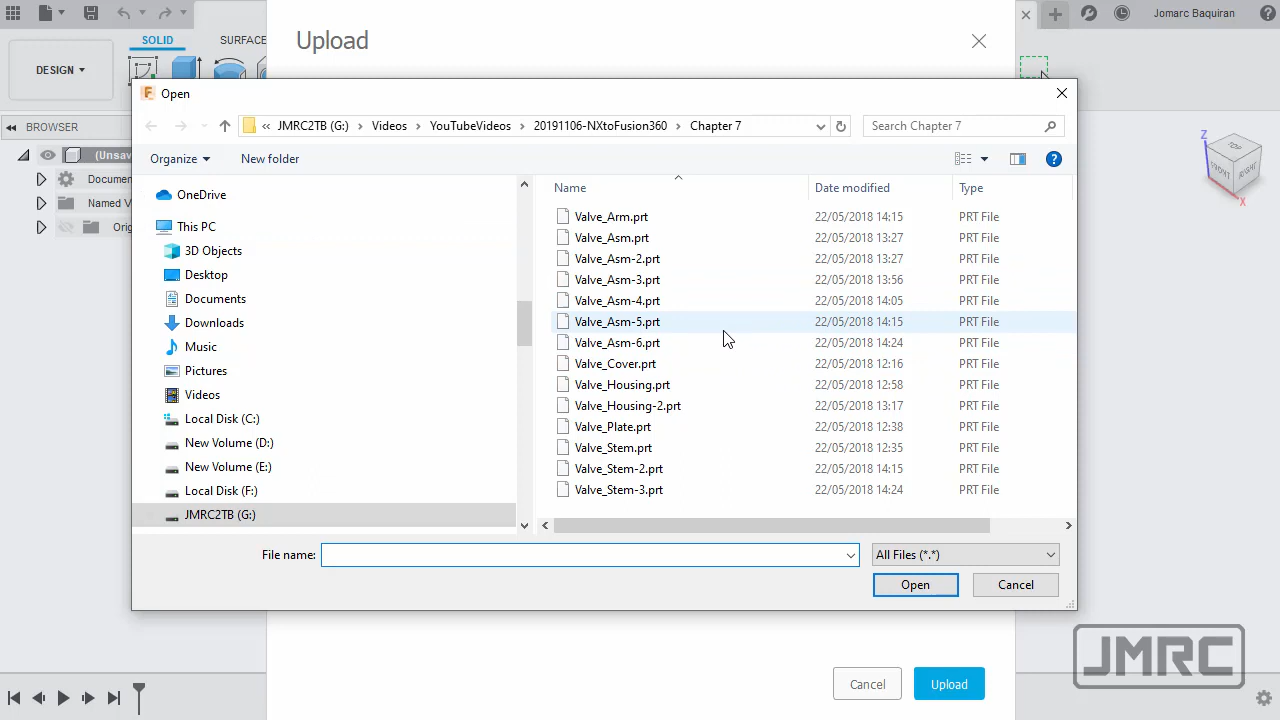 Upload
Jomarc Baquiran
SOLID
SURFACE
DESIGN
Open
BROWSER
« JMRC2TB (G:) › Videos › YouTubeVideos › 20191106-NXtoFusion360 › Chapter 7
Search Chapter 7
Organize
New folder
(Unsav
Documen
Named V
Orig
OneDrive
This PC
3D Objects
Desktop
Documents
Downloads
Music
Pictures
Videos
Local Disk (C:)
New Volume (D:)
New Volume (E:)
Local Disk (F:)
JMRC2TB (G:)
Name Date modified Type
Valve_Arm.prt 22/05/2018 14:15 PRT File
Valve_Asm.prt 22/05/2018 13:27 PRT File
Valve_Asm-2.prt 22/05/2018 13:27 PRT File
Valve_Asm-3.prt 22/05/2018 13:56 PRT File
Valve_Asm-4.prt 22/05/2018 14:05 PRT File
Valve_Asm-5.prt 22/05/2018 14:15 PRT File
Valve_Asm-6.prt 22/05/2018 14:24 PRT File
Valve_Cover.prt 22/05/2018 12:16 PRT File
Valve_Housing.prt 22/05/2018 12:58 PRT File
Valve_Housing-2.prt 22/05/2018 13:17 PRT File
Valve_Plate.prt 22/05/2018 12:38 PRT File
Valve_Stem.prt 22/05/2018 12:35 PRT File
Valve_Stem-2.prt 22/05/2018 14:15 PRT File
Valve_Stem-3.prt 22/05/2018 14:24 PRT File
File name:
All Files (*.*)
Open
Cancel
Z
TOP
FRONT
RIGHT
X
Cancel
Upload
JMRC